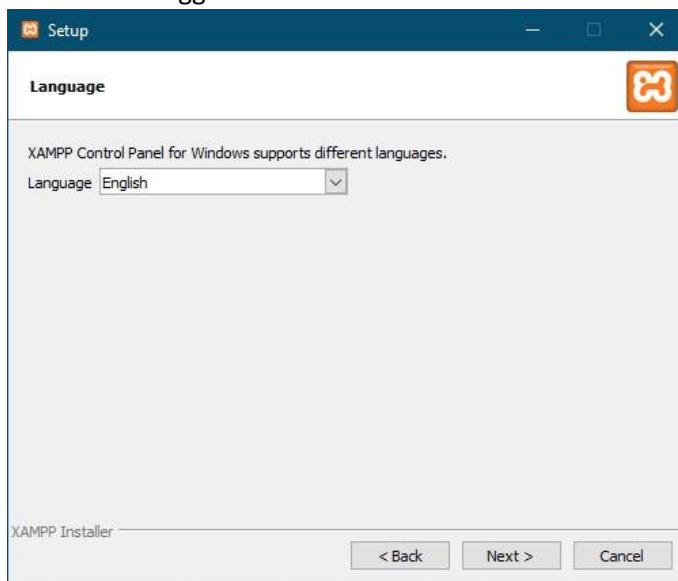 Setup
Language
XAMPP Control Panel for Windows supports different languages.
Language English
XAMPP Installer
< Back Next > Cancel